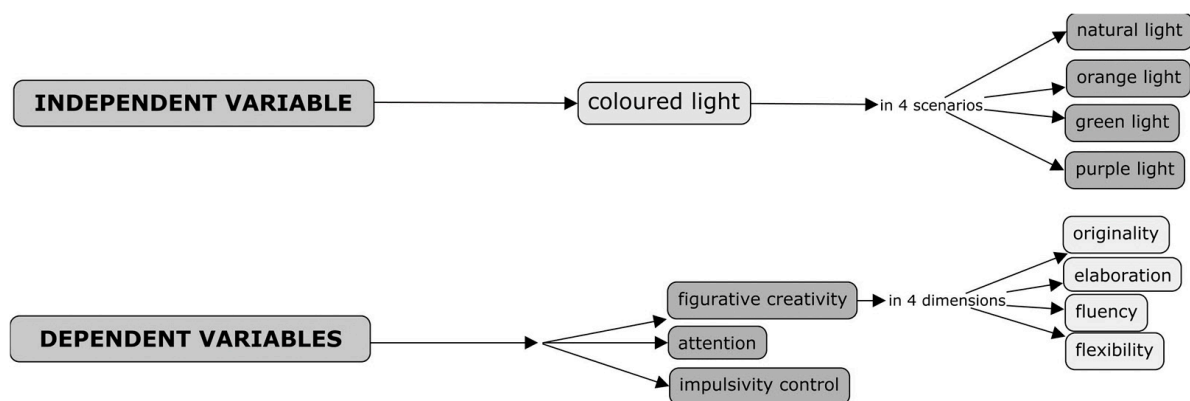 INDEPENDENT VARIABLE
coloured light
in 4 scenarios
natural light
orange light
green light
purple light
DEPENDENT VARIABLES
figurative creativity
attention
impulsivity control
in 4 dimensions
originality
elaboration
fluency
flexibility